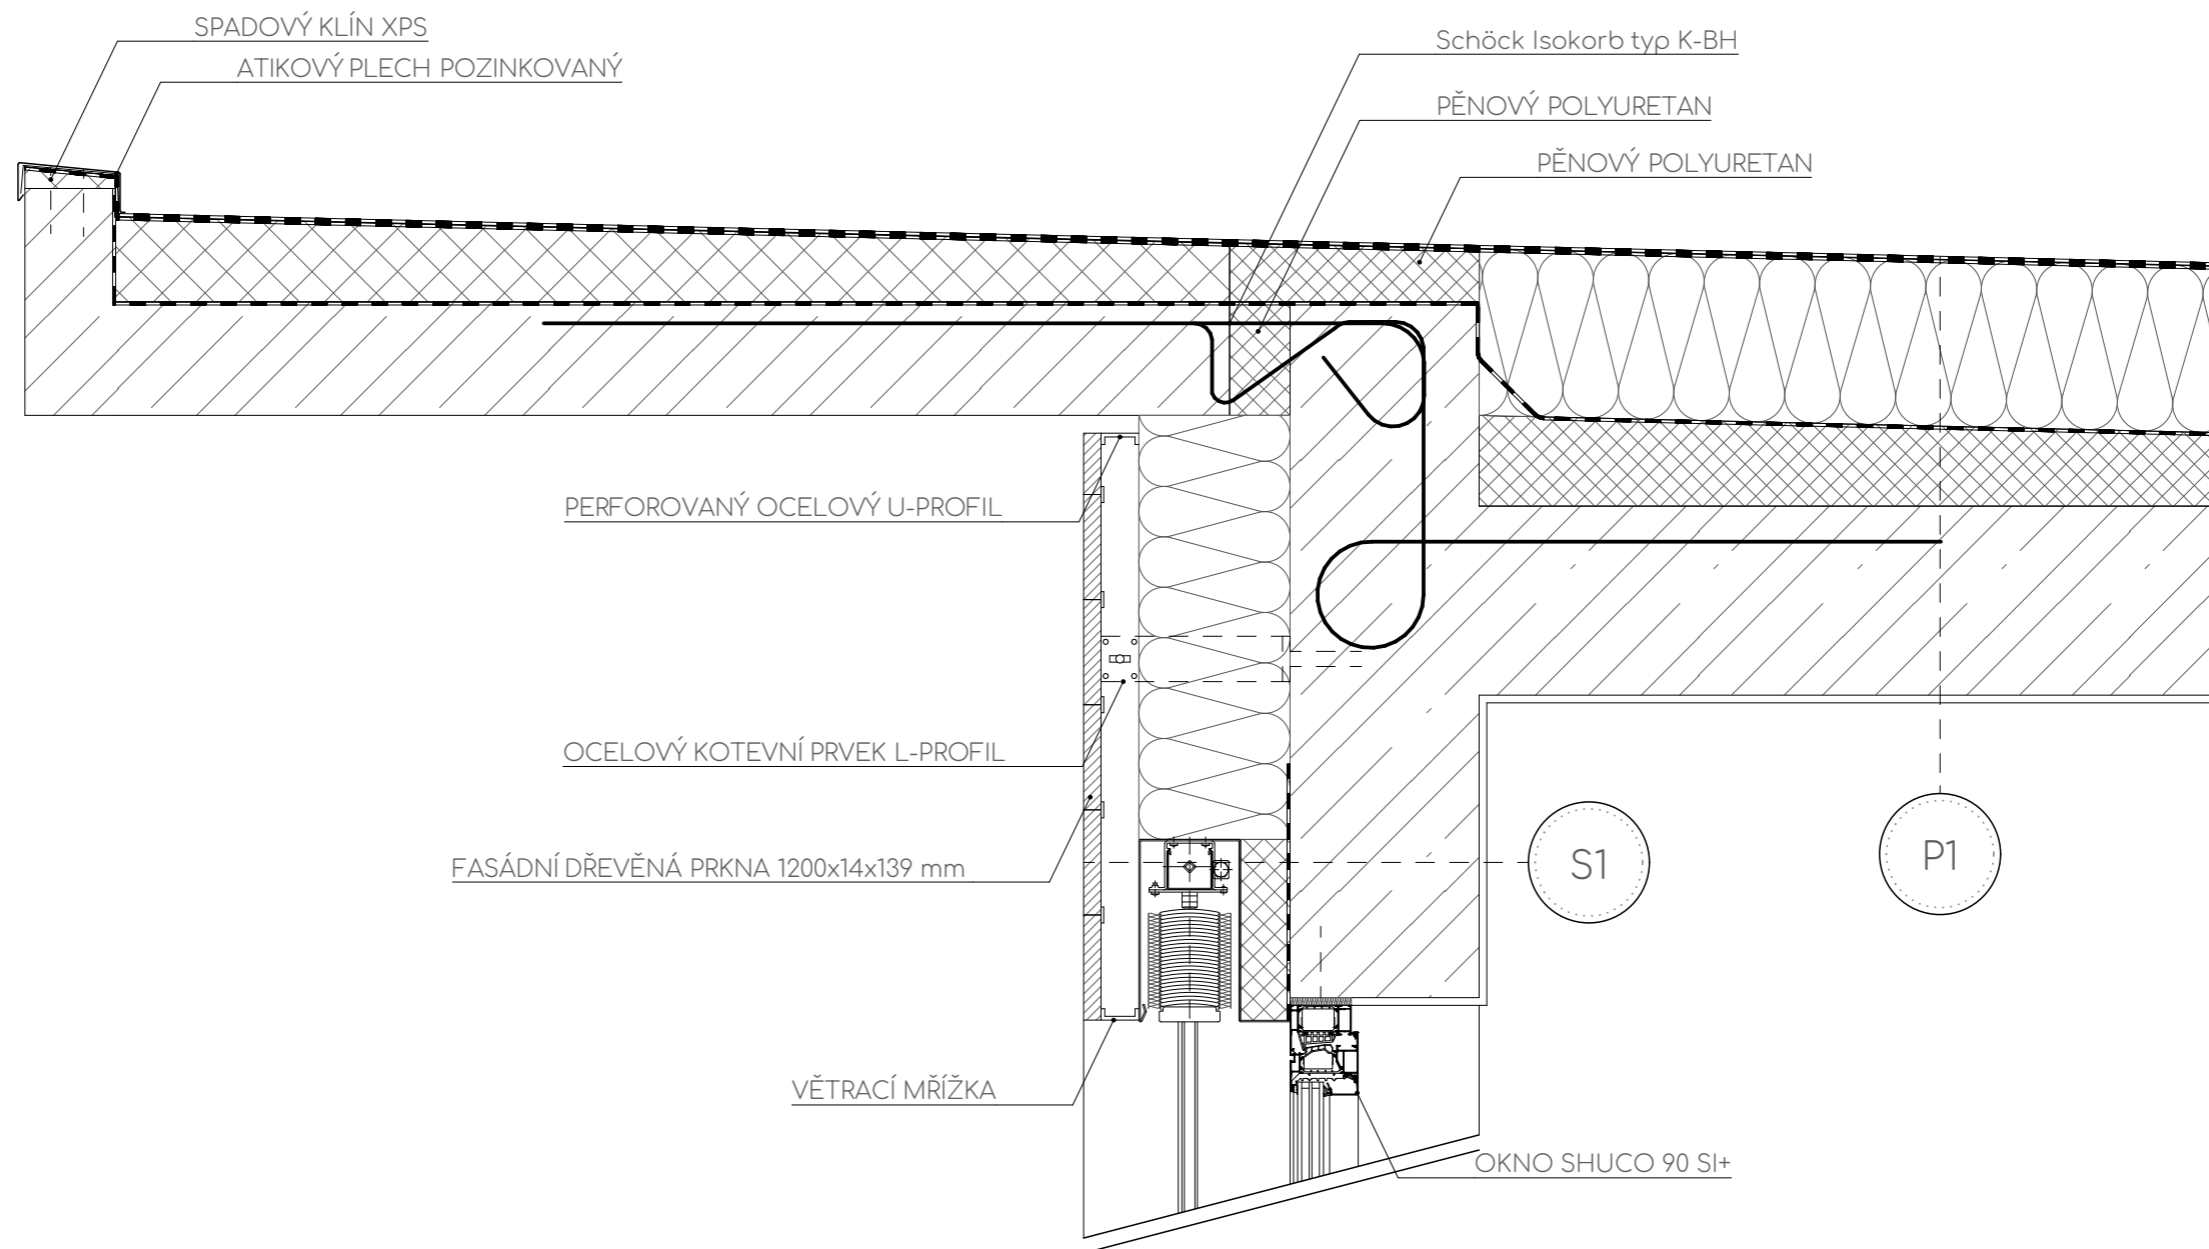 SPADOVÝ KLÍN XPS
ATIKOVÝ PLECH POZINKOVANÝ
Schöck Isokorb typ K-BH
PĚNOVÝ POLYURETAN
PĚNOVÝ POLYURETAN
PERFOROVANÝ OCELOVÝ U-PROFIL
OCELOVÝ KOTEVNÍ PRVEK L-PROFIL
FASÁDNÍ DŘEVĚNÁ PRKNA 1200x14x139 mm
S1
P1
VĚTRACÍ MŘÍŽKA
OKNO SHUCO 90 SI+